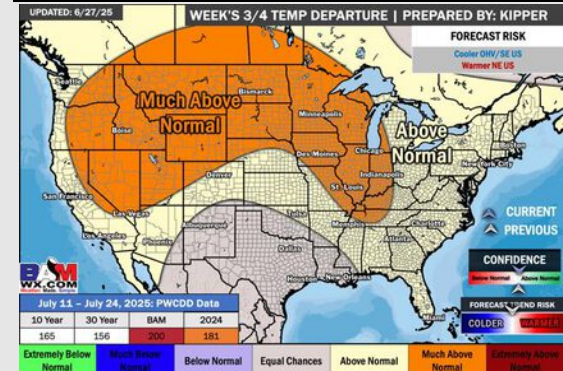 UPDATED: 6/27/25
WEEK'S 3/4 TEMP DEPARTURE | PREPARED BY: KIPPER
FORECAST RISK
Cooler OHV/SE US
Warmer NE US
Seattle
Bismarck
Much Above
Normal
Minneapolis
Boise
Above
Normal
Boston
Chicago
New York City
Des Moines
Indianapolis
Denver
St. Louis
San Francisco
Las Vegas
CURRENT
PREVIOUS
Tulsa
Memphis
Charlotte
Los Angeles
Albuquerque
Phoenix
Atlanta
Dallas
CONFIDENCE
Below Normal
Above Normal
Houston
New Orleans
BAM
WX.COM
Weather Made Simple
Miami
FORECAST TREND RISK
COLDER
WARMER
July 11 – July 24, 2025: PWCDD Data
10 Year 30 Year BAM 2024
165 156 200 181
Extremely Below Normal
Much Below Normal
Below Normal
Equal Chances
Above Normal
Much Above Normal
Extremely Above Normal